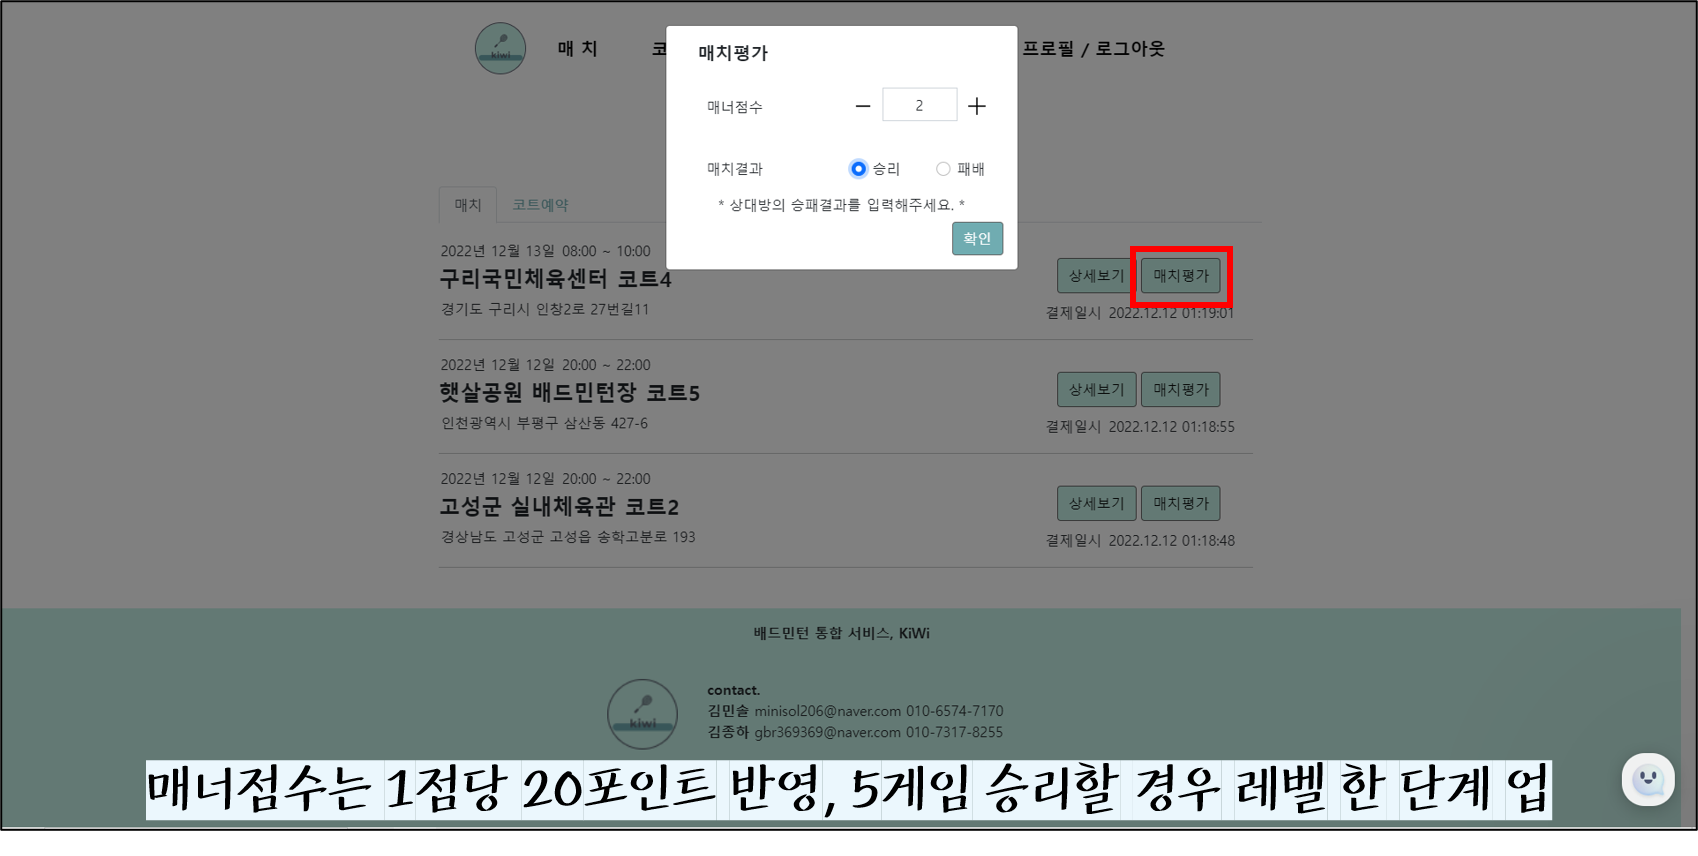 kiwi
매 치
코
프로필 / 로그아웃
매치평가
매너점수
2
매치결과
승리
패배
* 상대방의 승패결과를 입력해주세요. *
확인
매치
코트예약
2022년 12월 13일 08:00 ~ 10:00
구리국민체육센터 코트4
경기도 구리시 인창2로 27번길11
상세보기
매치평가
결제일시 2022.12.12 01:19:01
2022년 12월 12일 20:00 ~ 22:00
햇살공원 배드민턴장 코트5
인천광역시 부평구 삼산동 427-6
상세보기
매치평가
결제일시 2022.12.12 01:18:55
2022년 12월 12일 20:00 ~ 22:00
고성군 실내체육관 코트2
경상남도 고성군 고성읍 송학고분로 193
상세보기
매치평가
결제일시 2022.12.12 01:18:48
배드민턴 통합 서비스, KiWi
kiwi
contact.
김민솔 minisol206@naver.com 010-6574-7170
김종하 gbr369369@naver.com 010-7317-8255
매너점수는 1점당 20포인트 반영, 5게임 승리할 경우 레벨 한 단계 업